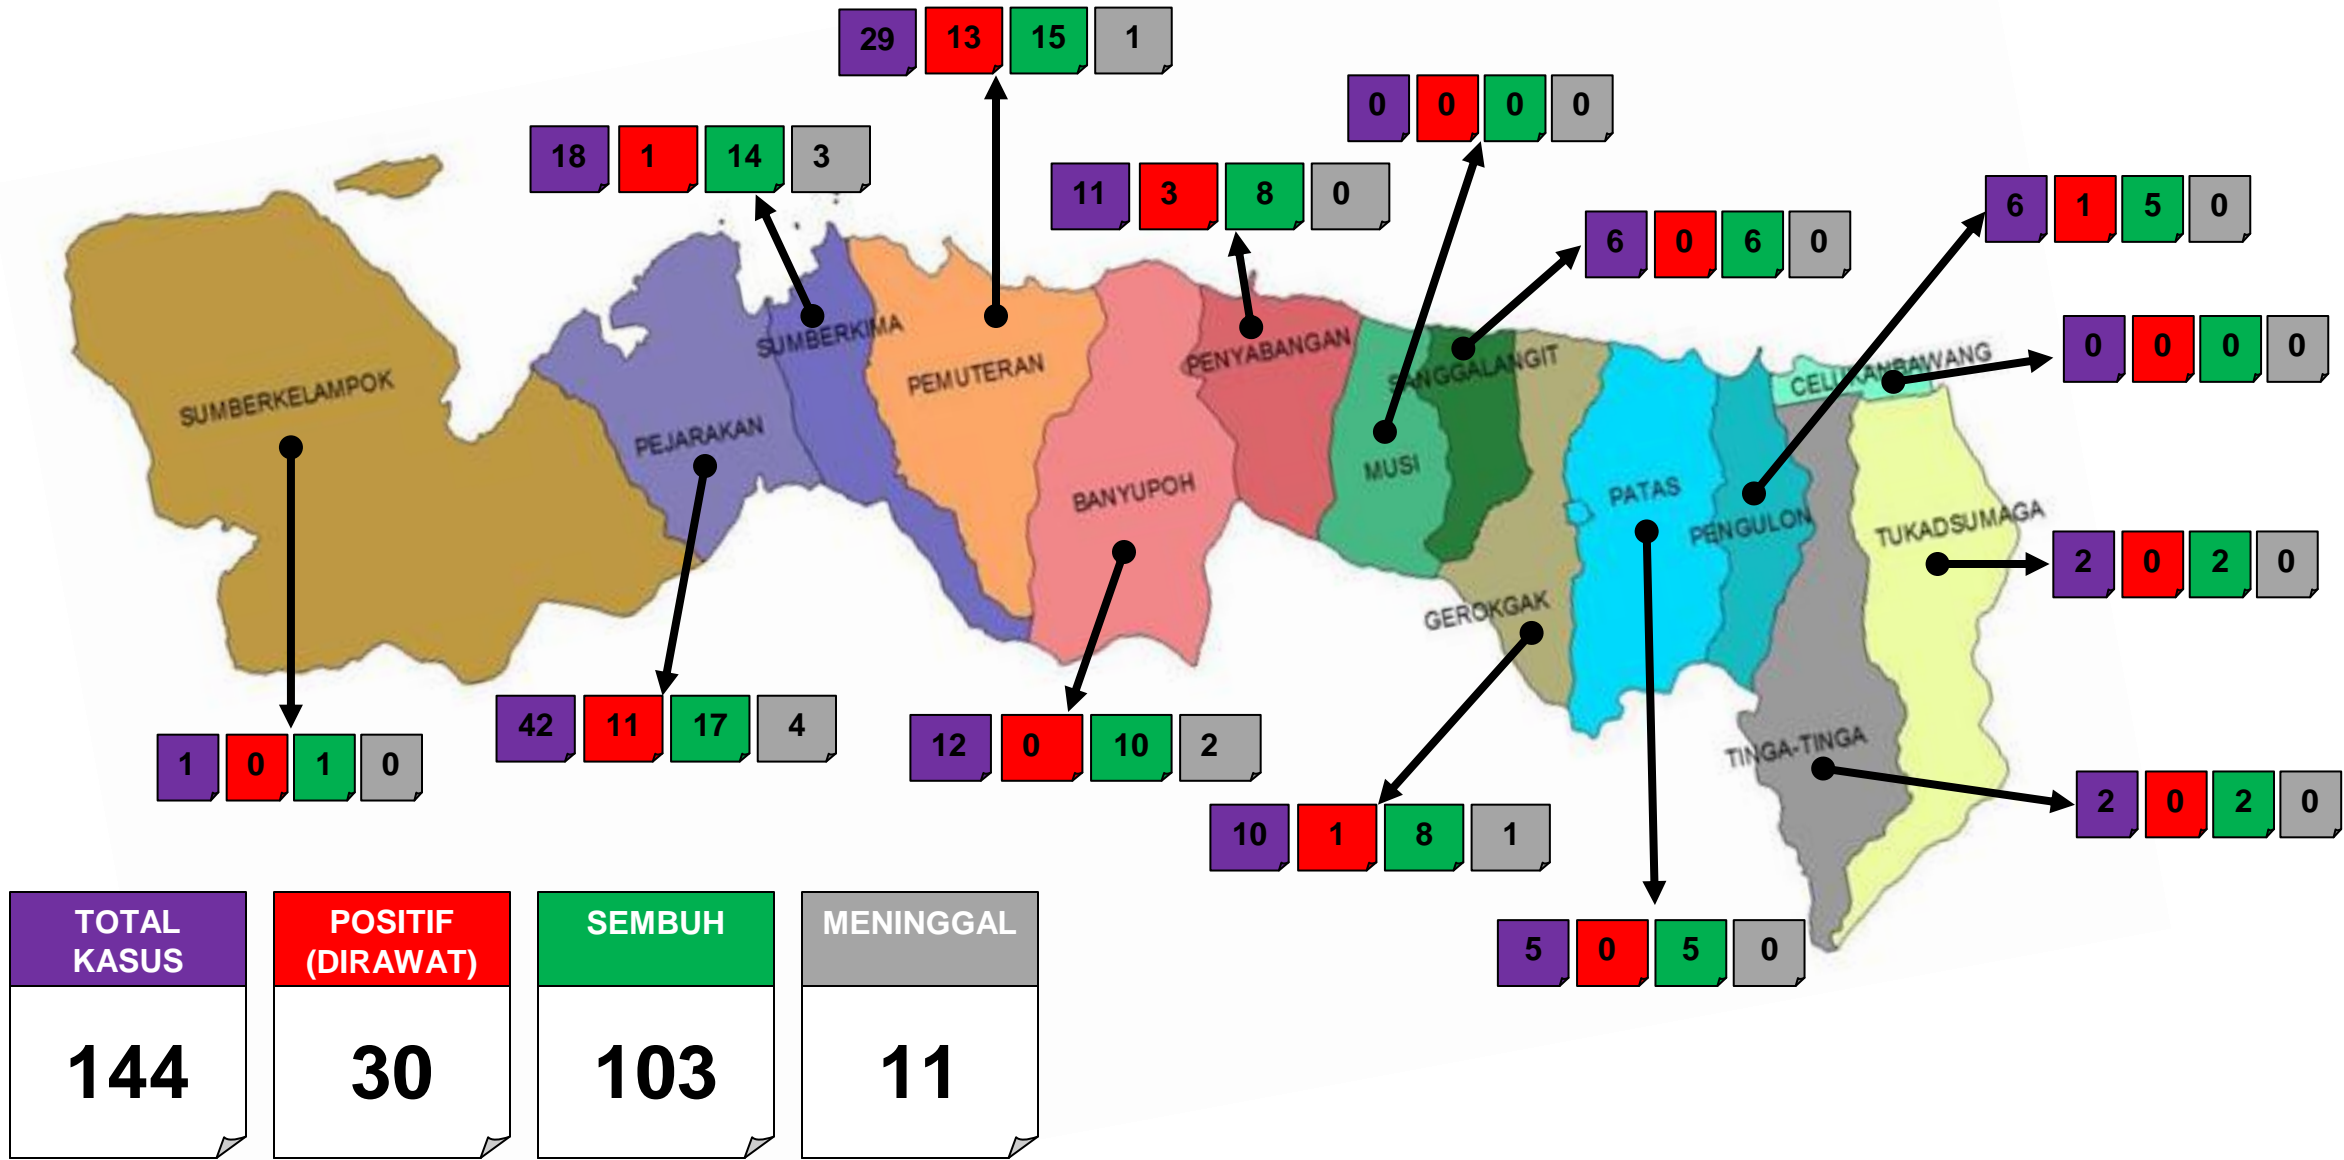 29 13 15 1
0 0 0 0
18 1 14 3
11 3 8 0
6 1 5 0
6 0 6 0
0 0 0 0
SUMBERKIMA
PENYABANGAN
SANGGALANGIT
CELUKANBAWANG
PEMUTERAN
SUMBERKELAMPOK
PEJARAKAN
MUSI
BANYUPOH
PATAS
PENGULON
TUKADSUMAGA
2 0 2 0
GEROKGAK
42 11 17 4
12 0 10 2
TINGA-TINGA
1 0 1 0
2 0 2 0
10 1 8 1
5 0 5 0
TOTAL
KASUS
144
POSITIF
(DIRAWAT)
30
SEMBUH
103
MENINGGAL
11